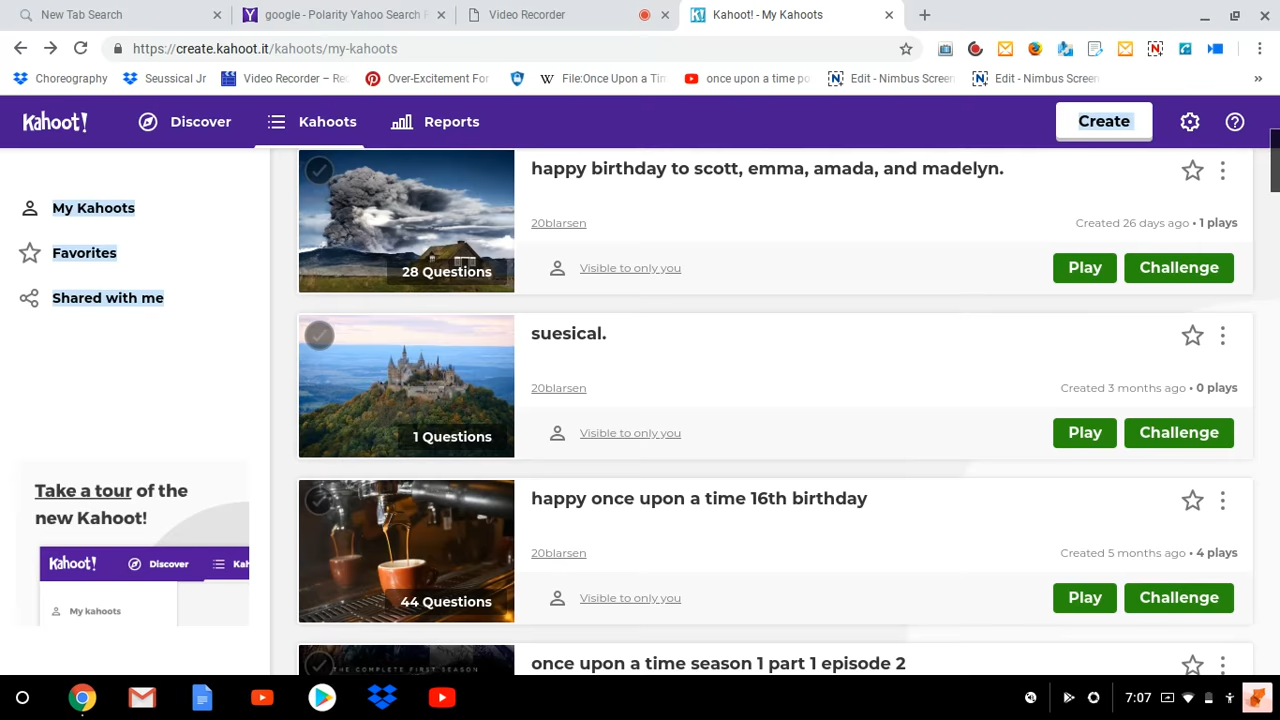 New Tab Search
google - Polarity Yahoo Search R
Video Recorder
Kahoot! - My Kahoots
https://create.kahoot.it/kahoots/my-kahoots
Choreography
Seussical Jr
Video Recorder – Rec
Over-Excitement For
File:Once Upon a Tim
once upon a time po
Edit - Nimbus Screen
Edit - Nimbus Screen
Kahoot!
Discover
Kahoots
Reports
Create
My Kahoots
Favorites
Shared with me
Take a tour of the
new Kahoot!
Kahoot!
Discover
Kah
My kahoots
happy birthday to scott, emma, amada, and madelyn.
28 Questions
20blarsen
Created 26 days ago • 1 plays
Visible to only you
Play
Challenge
suesical.
1 Questions
20blarsen
Created 3 months ago • 0 plays
Visible to only you
Play
Challenge
happy once upon a time 16th birthday
44 Questions
20blarsen
Created 5 months ago • 4 plays
Visible to only you
Play
Challenge
THE COMPLETE FIRST SEASON
once upon a time season 1 part 1 episode 2
7:07